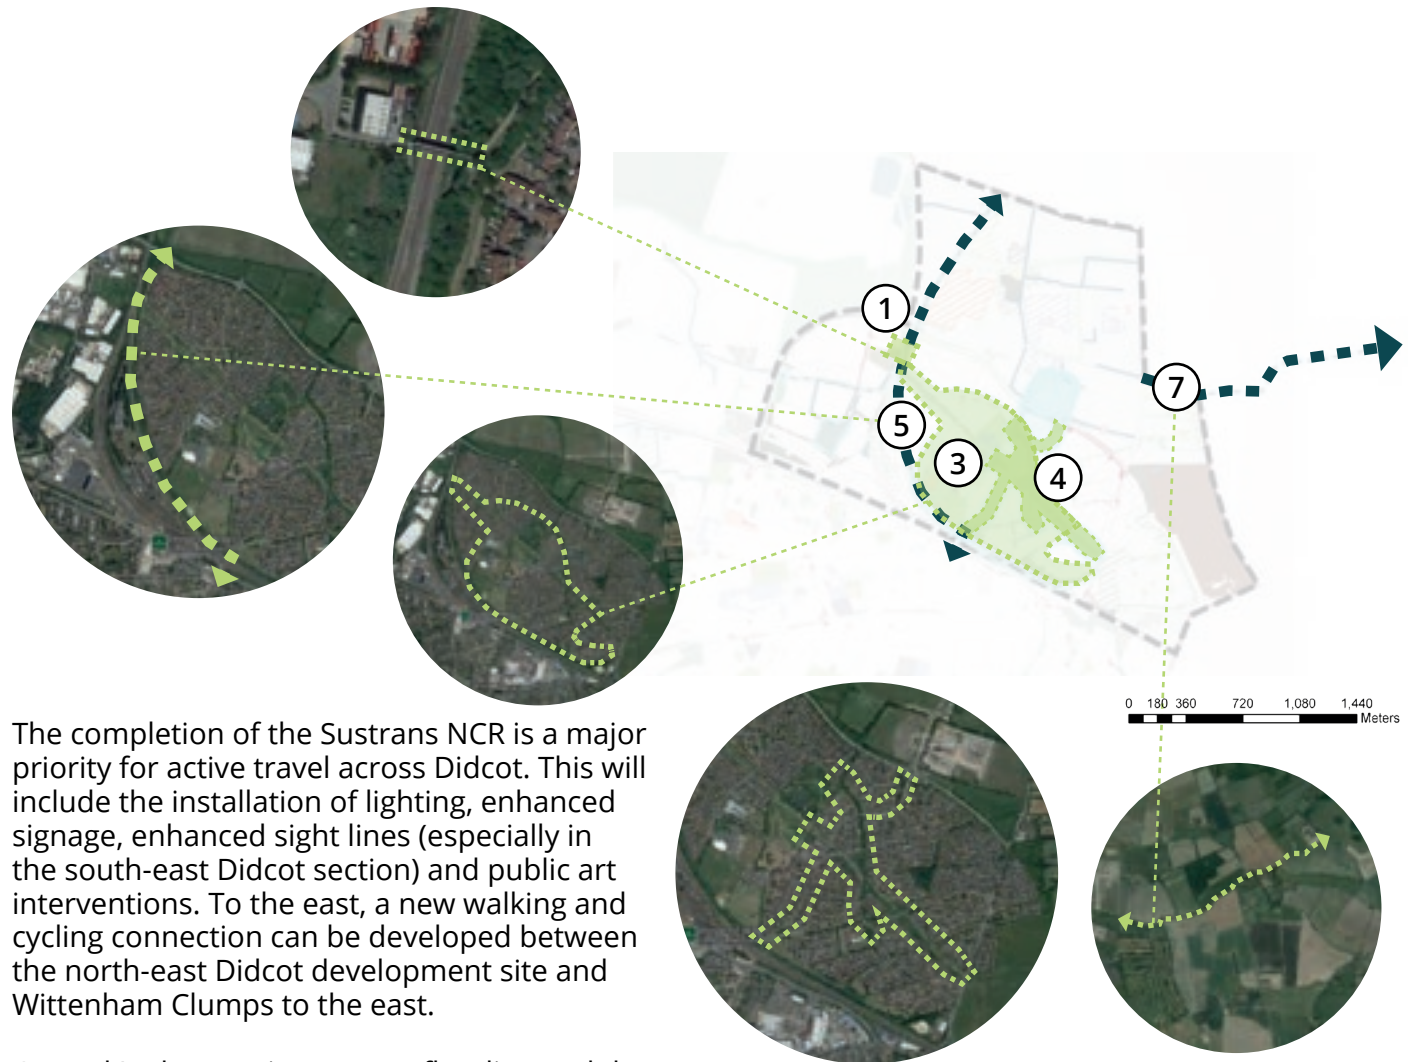 1
5
3
4
7
0 180 360 720 1,080 1,440
Meters
The completion of the Sustrans NCR is a major
priority for active travel across Didcot. This will
include the installation of lighting, enhanced
signage, enhanced sight lines (especially in
the south-east Didcot section) and public art
interventions. To the east, a new walking and
cycling connection can be developed between
the north-east Didcot development site and
Wittenham Clumps to the east.